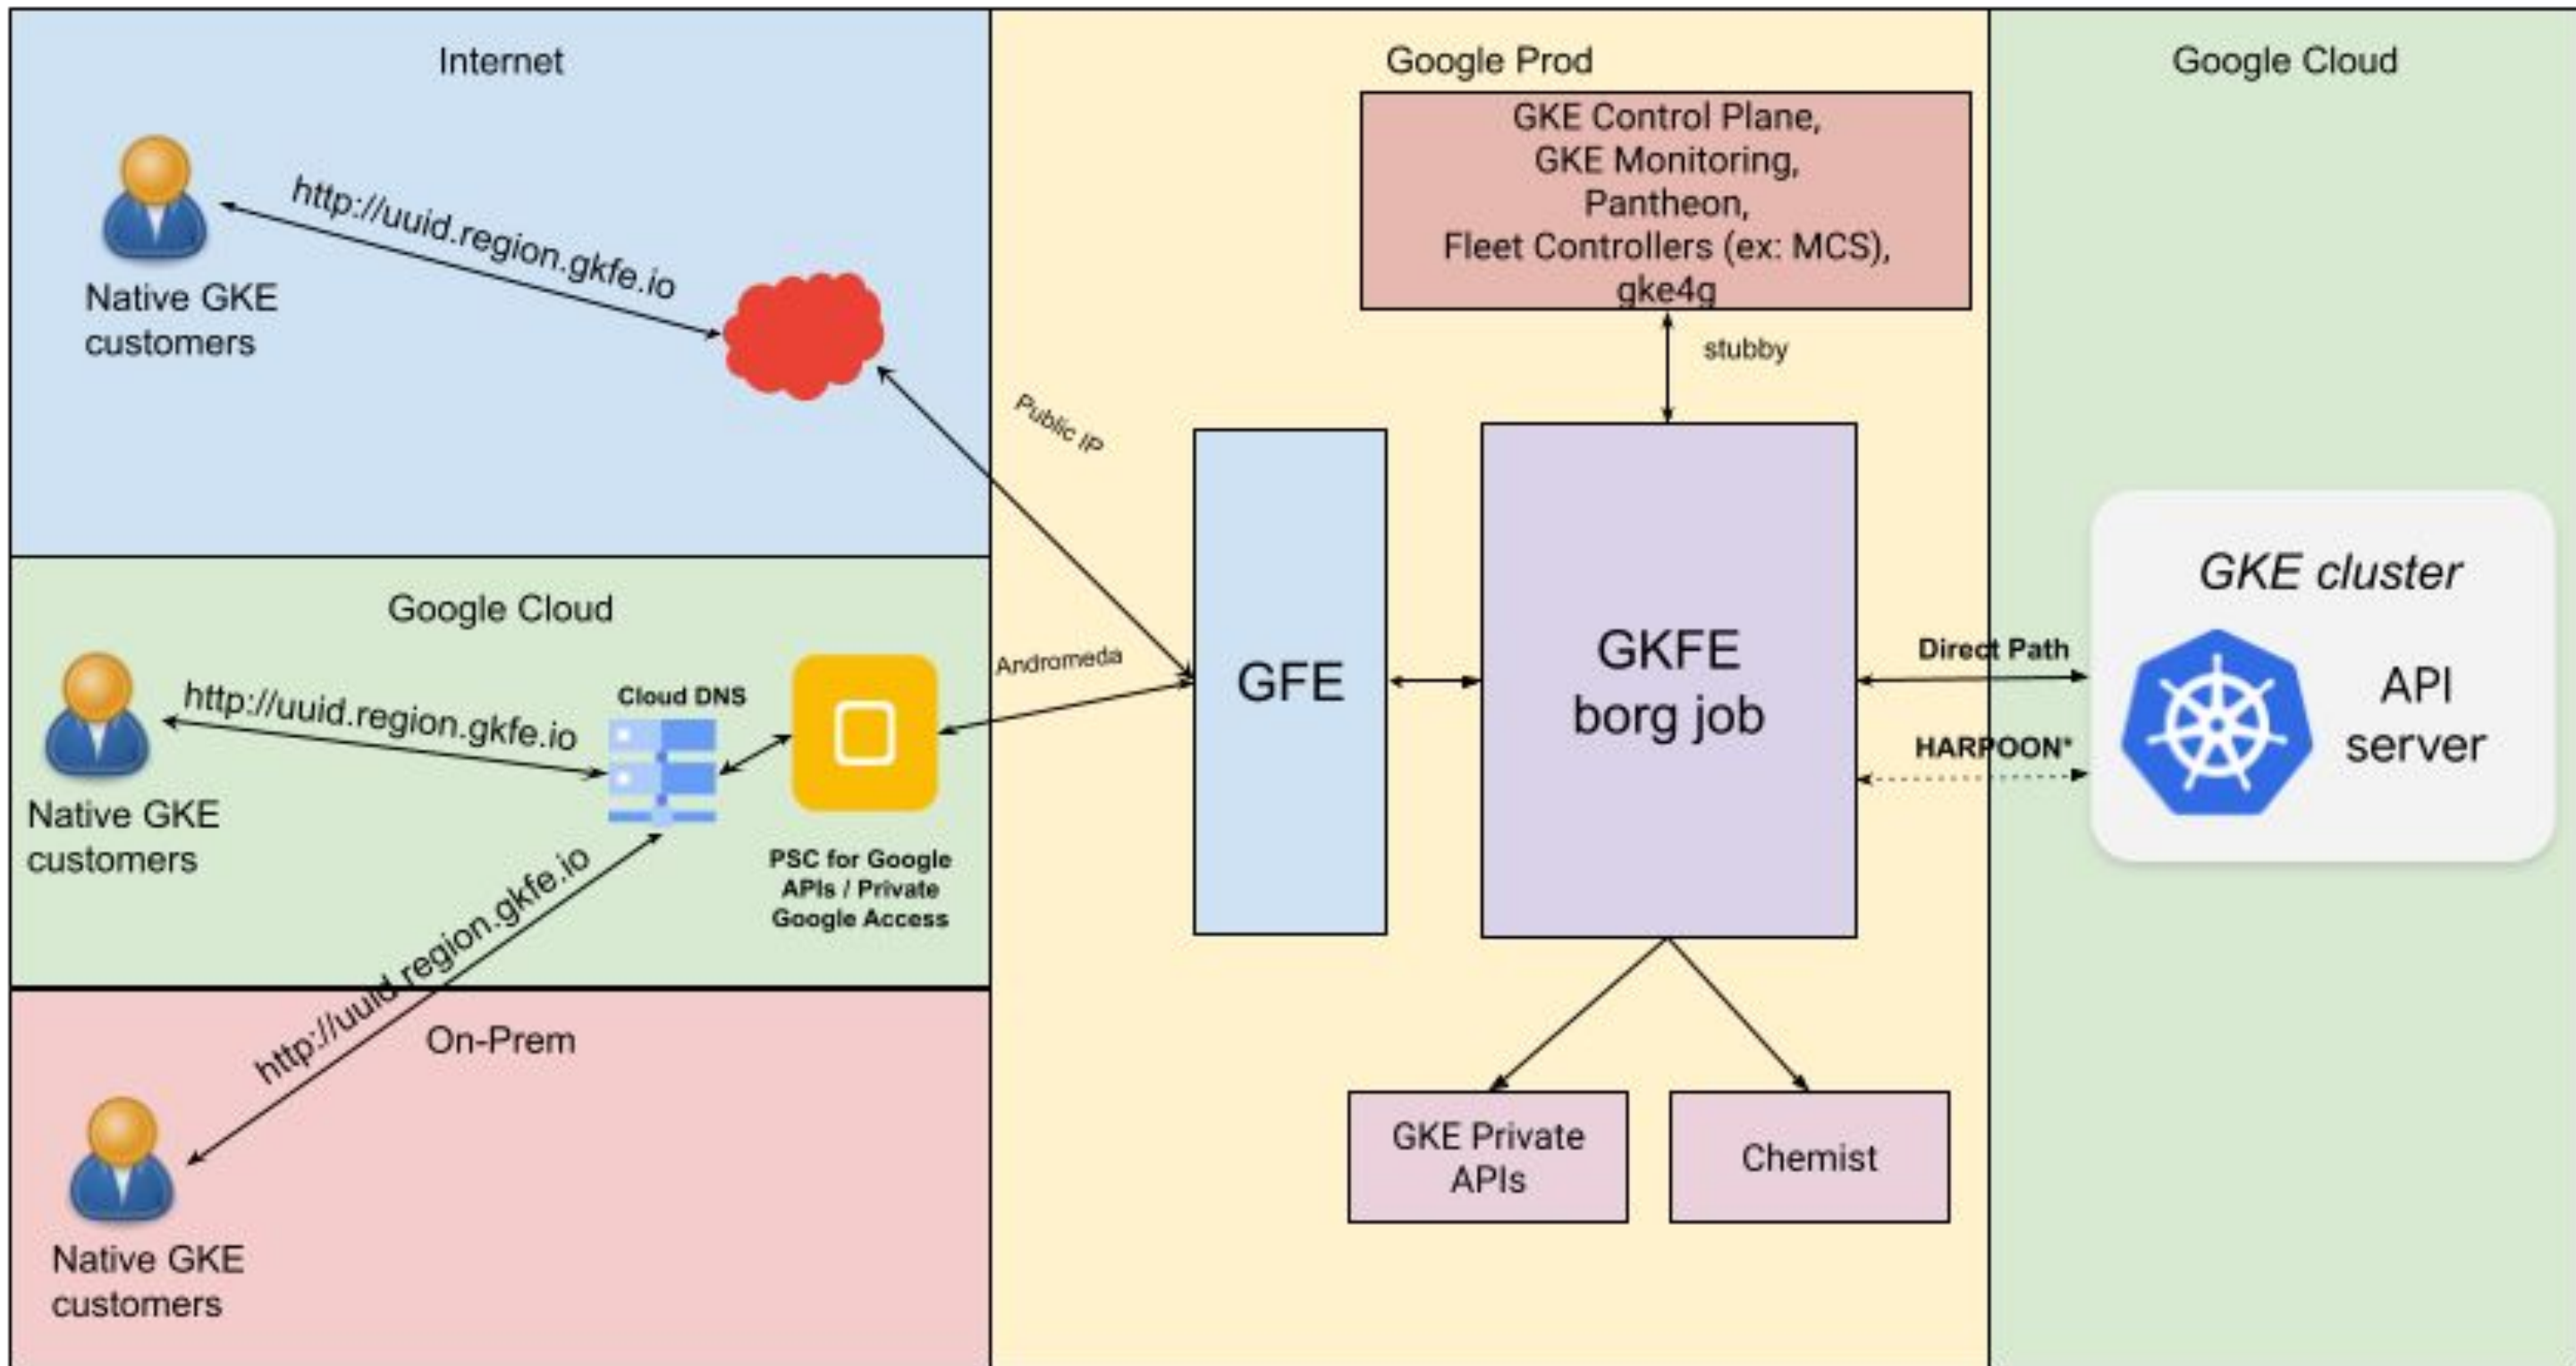 Internet
Native GKE
customers
http://uuid.region.gkfe.io
Google Cloud
Native GKE
customers
http://uuid.region.gkfe.io
Cloud DNS
PSC for Google
APIs / Private
Google Access
http://uuid.region.gkfe.io
On-Prem
Native GKE
customers
Google Prod
GKE Control Plane,
GKE Monitoring,
Pantheon,
Fleet Controllers (ex: MCS),
gke4g
stubby
Public IP
Andromeda
GFE
GKFE
borg job
GKE Private
APIs
Chemist
Google Cloud
Direct Path
HARPOON*
GKE cluster
API
server